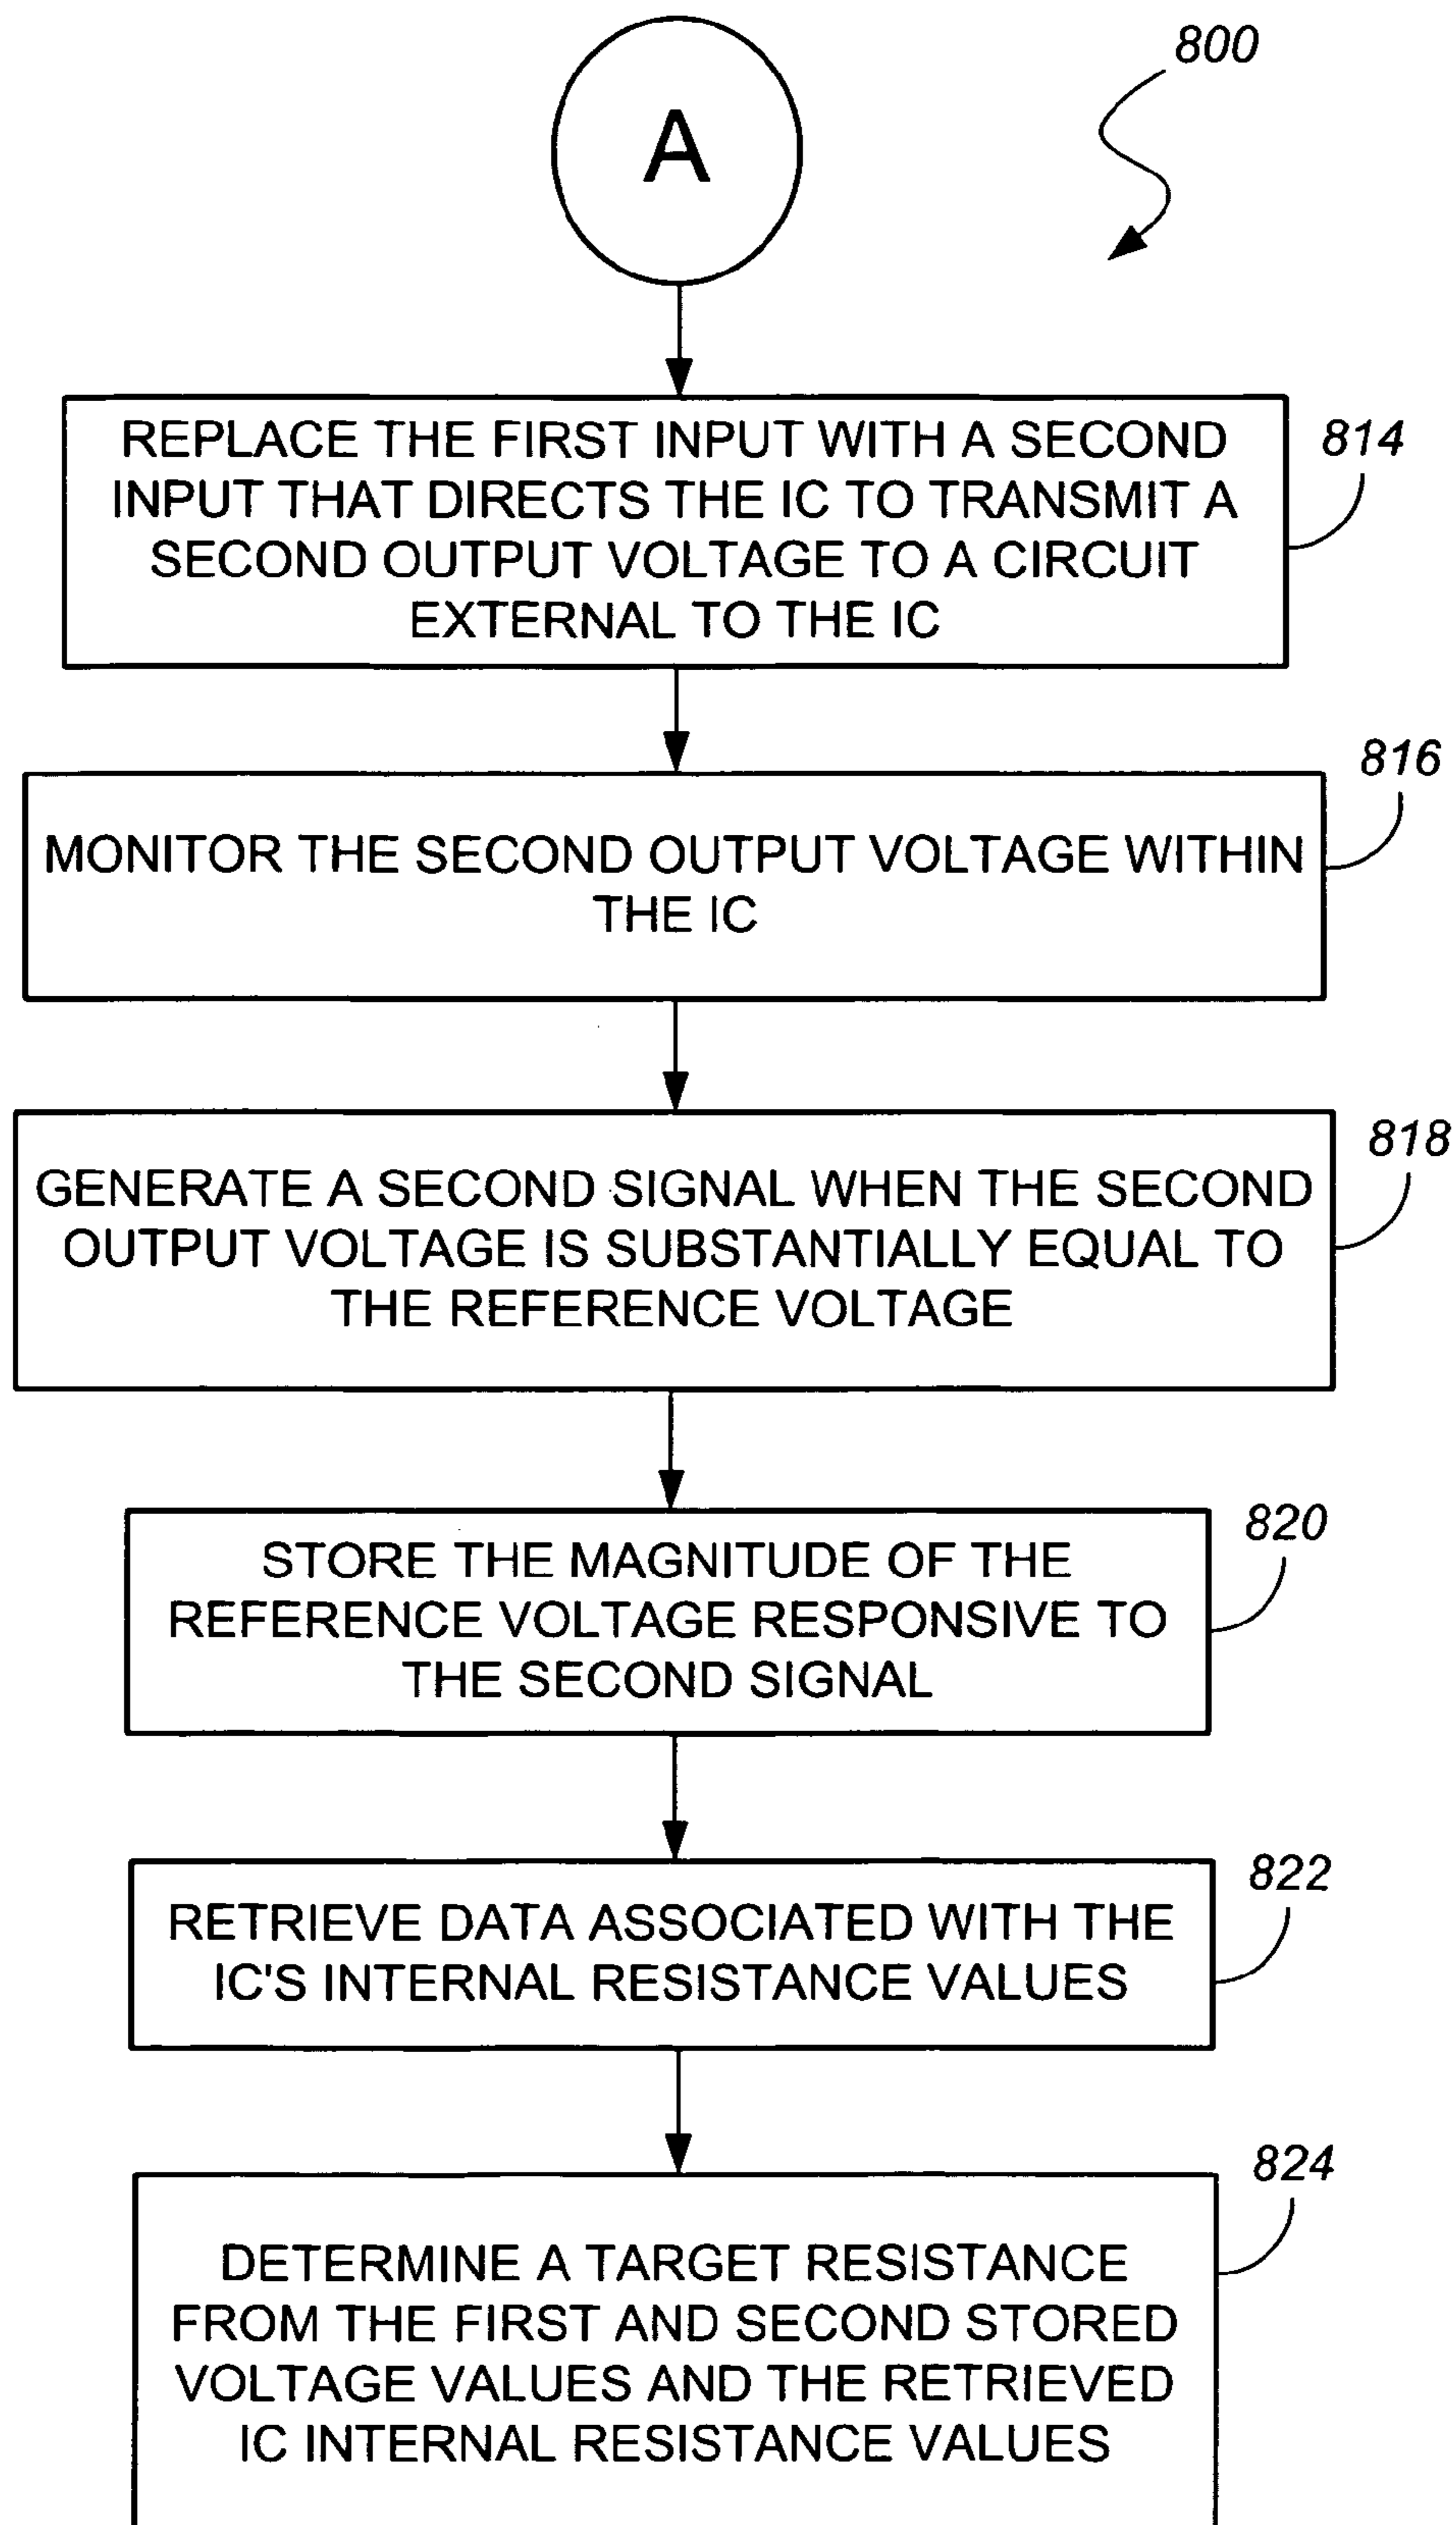 800
A
REPLACE THE FIRST INPUT WITH A SECOND
INPUT THAT DIRECTS THE IC TO TRANSMIT A
SECOND OUTPUT VOLTAGE TO A CIRCUIT
EXTERNAL TO THE IC
814
MONITOR THE SECOND OUTPUT VOLTAGE WITHIN
THE IC
816
GENERATE A SECOND SIGNAL WHEN THE SECOND
OUTPUT VOLTAGE IS SUBSTANTIALLY EQUAL TO
THE REFERENCE VOLTAGE
818
STORE THE MAGNITUDE OF THE
REFERENCE VOLTAGE RESPONSIVE TO
THE SECOND SIGNAL
820
RETRIEVE DATA ASSOCIATED WITH THE
IC'S INTERNAL RESISTANCE VALUES
822
DETERMINE A TARGET RESISTANCE
FROM THE FIRST AND SECOND STORED
VOLTAGE VALUES AND THE RETRIEVED
IC INTERNAL RESISTANCE VALUES
824